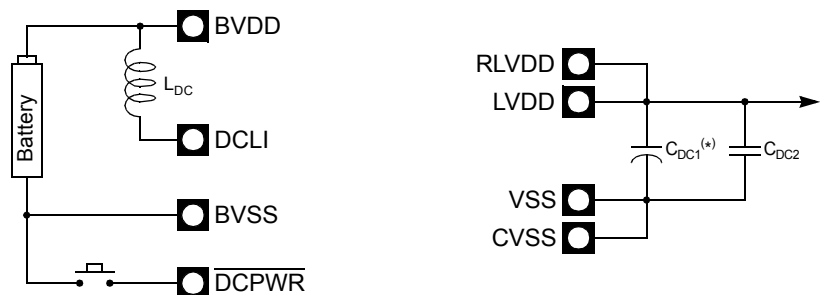 BVDD
Battery
LDC
DCLI
BVSS
DCPWR
RLVDD
LVDD
CDC1(*)
CDC2
VSS
CVSS